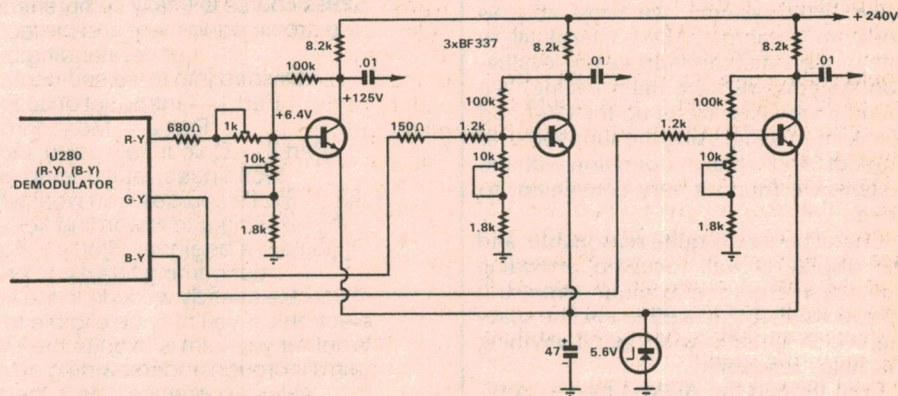 + 240V
8.2k
3xBF337
8.2k
8.2k
.01
.01
.01
100k
+125V
100k
100k
+6.4V
680Ω
1k
150Ω
1.2k
1.2k
R-Y
U280
(R-Y) (B-Y)
DEMODULATOR
10k
10k
10k
G-Y
1.8k
1.8k
1.8k
B-Y
+
47
-
5.6V